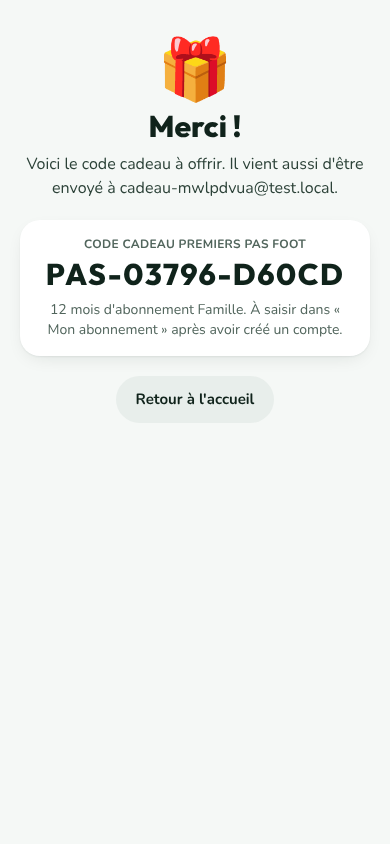 Merci !
Voici le code cadeau à offrir. Il vient aussi d'être
envoyé à cadeau-mwlpdvua@test.local.
CODE CADEAU PREMIERS PAS FOOT
PAS-03796-D60CD
12 mois d'abonnement Famille. À saisir dans «
Mon abonnement » après avoir créé un compte.
Retour à l'accueil